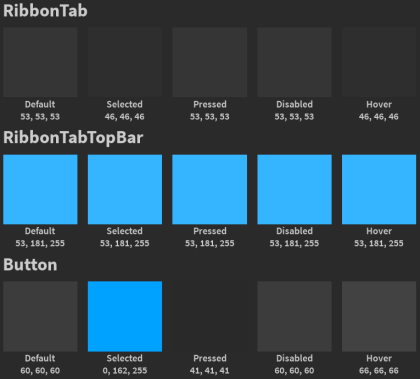 RibbonTab
Default Selected Pressed Disabled Hover
53, 53, 53 46, 46, 46 53, 53, 53 53, 53, 53 46, 46, 46
RibbonTabTopBar
Default Selected Pressed Disabled Hover
53, 181, 255 53, 181, 255 53, 181, 255 53, 181, 255 53, 181, 255
Button
Default Selected Pressed Disabled Hover
60, 60, 60 0, 162, 255 41, 41, 41 60, 60, 60 66, 66, 66